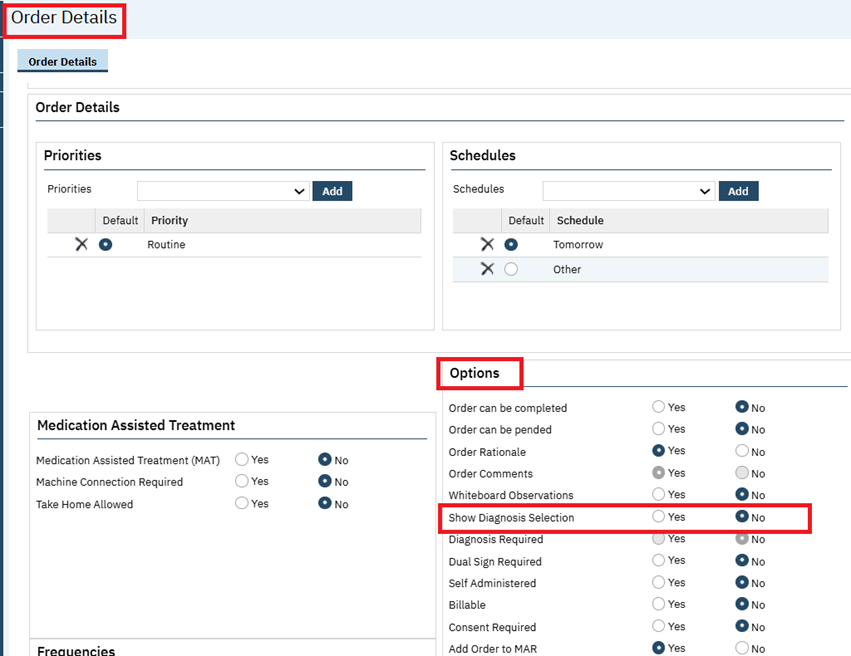 Order Details
Order Details
Order Details
Priorities
Priorities Add
Default Priority
Routine
Schedules
Schedules Add
Default Schedule
Tomorrow
Other
Medication Assisted Treatment
Medication Assisted Treatment (MAT) Yes No
Machine Connection Required Yes No
Take Home Allowed Yes No
Options
Order can be completed Yes No
Order can be pended Yes No
Order Rationale Yes No
Order Comments Yes No
Whiteboard Observations Yes No
Show Diagnosis Selection Yes No
Diagnosis Required Yes No
Dual Sign Required Yes No
Self Administered Yes No
Billable Yes No
Consent Required Yes No
Add Order to MAR Yes No
Frequencies